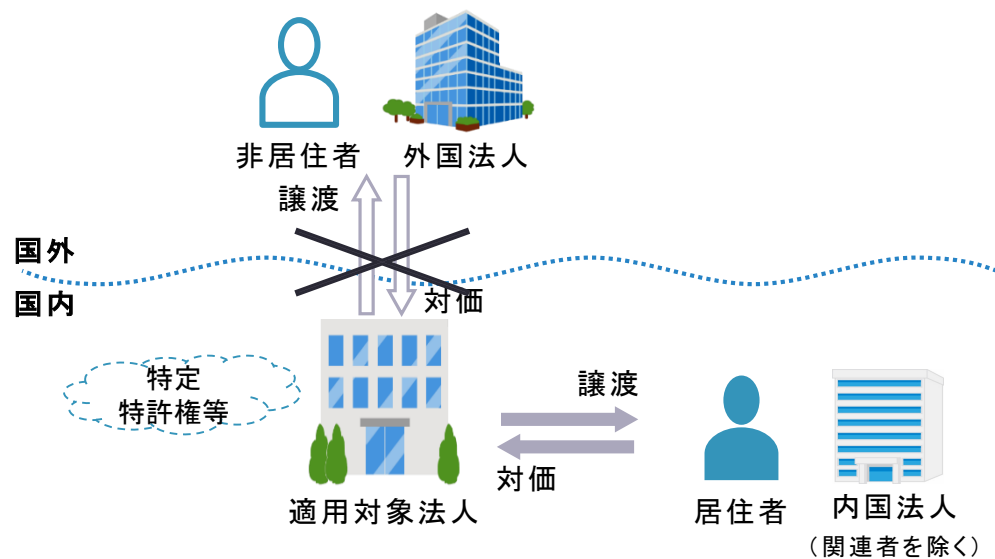 非居住者
外国法人
譲渡
国外
国内
対価
特定
特許権等
譲渡
対価
適用対象法人
居住者
内国法人
（関連者を除く）